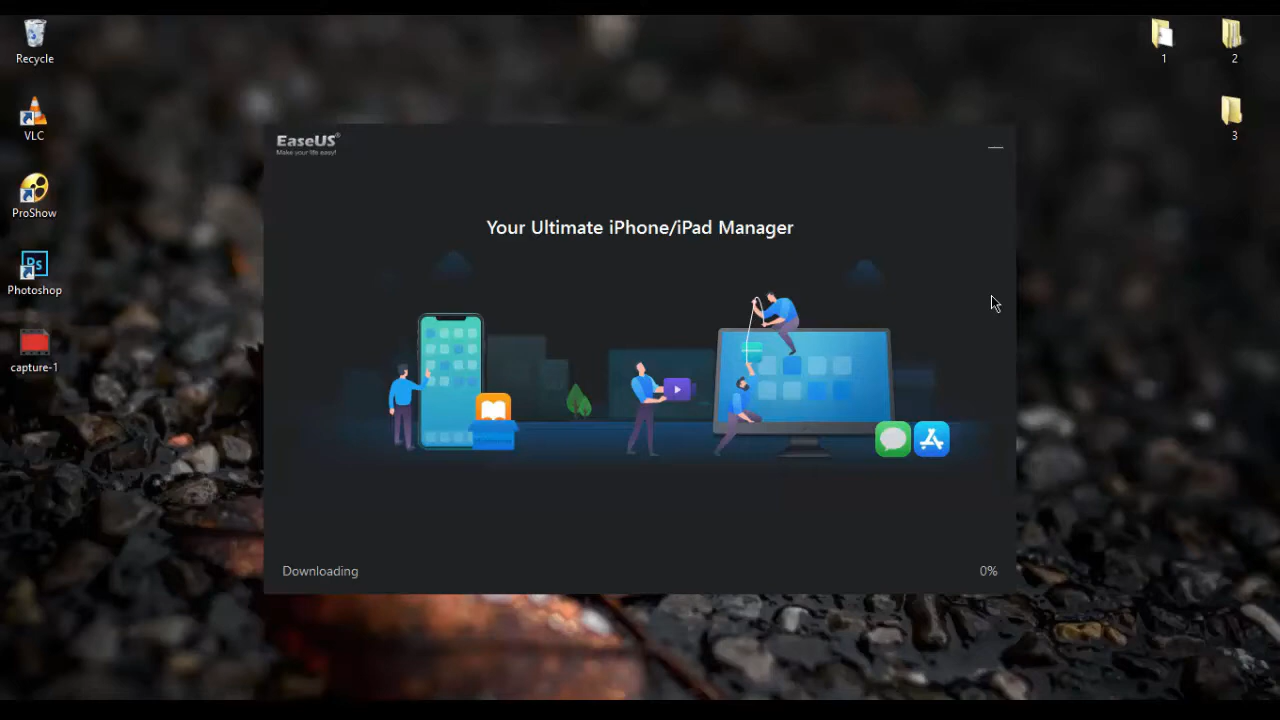 Recycle
VLC
ProShow
Ps
Photoshop
capture-1
1
2
3
EaseUS®
Make your life easy!
Your Ultimate iPhone/iPad Manager
Downloading
0%